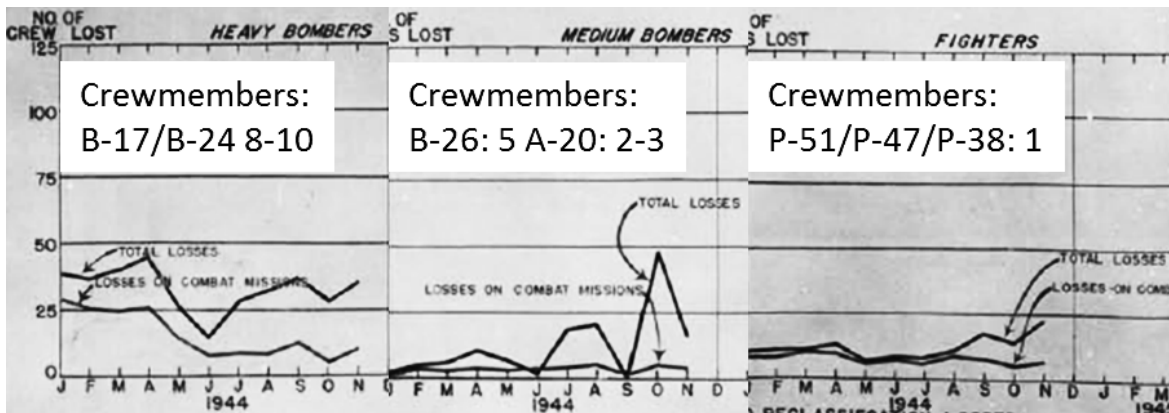 NO. OF
CREW LOST HEAVY BOMBERS
125
Crewmembers:
B-17/B-24 8-10
100
75
50
TOTAL LOSSES
LOSSES ON COMBAT MISSIONS
25
0
J F M A M J J A S O N
1944
OF
S LOST MEDIUM BOMBERS
Crewmembers:
B-26: 5 A-20: 2-3
TOTAL LOSSES
LOSSES ON COMBAT MISSIONS
F M A M J J A S O N D
1944
OF
S LOST FIGHTERS
Crewmembers:
P-51/P-47/P-38: 1
TOTAL LOSSES
LOSSES ON COMB
J F M A M J J A S O N D J F M
1944